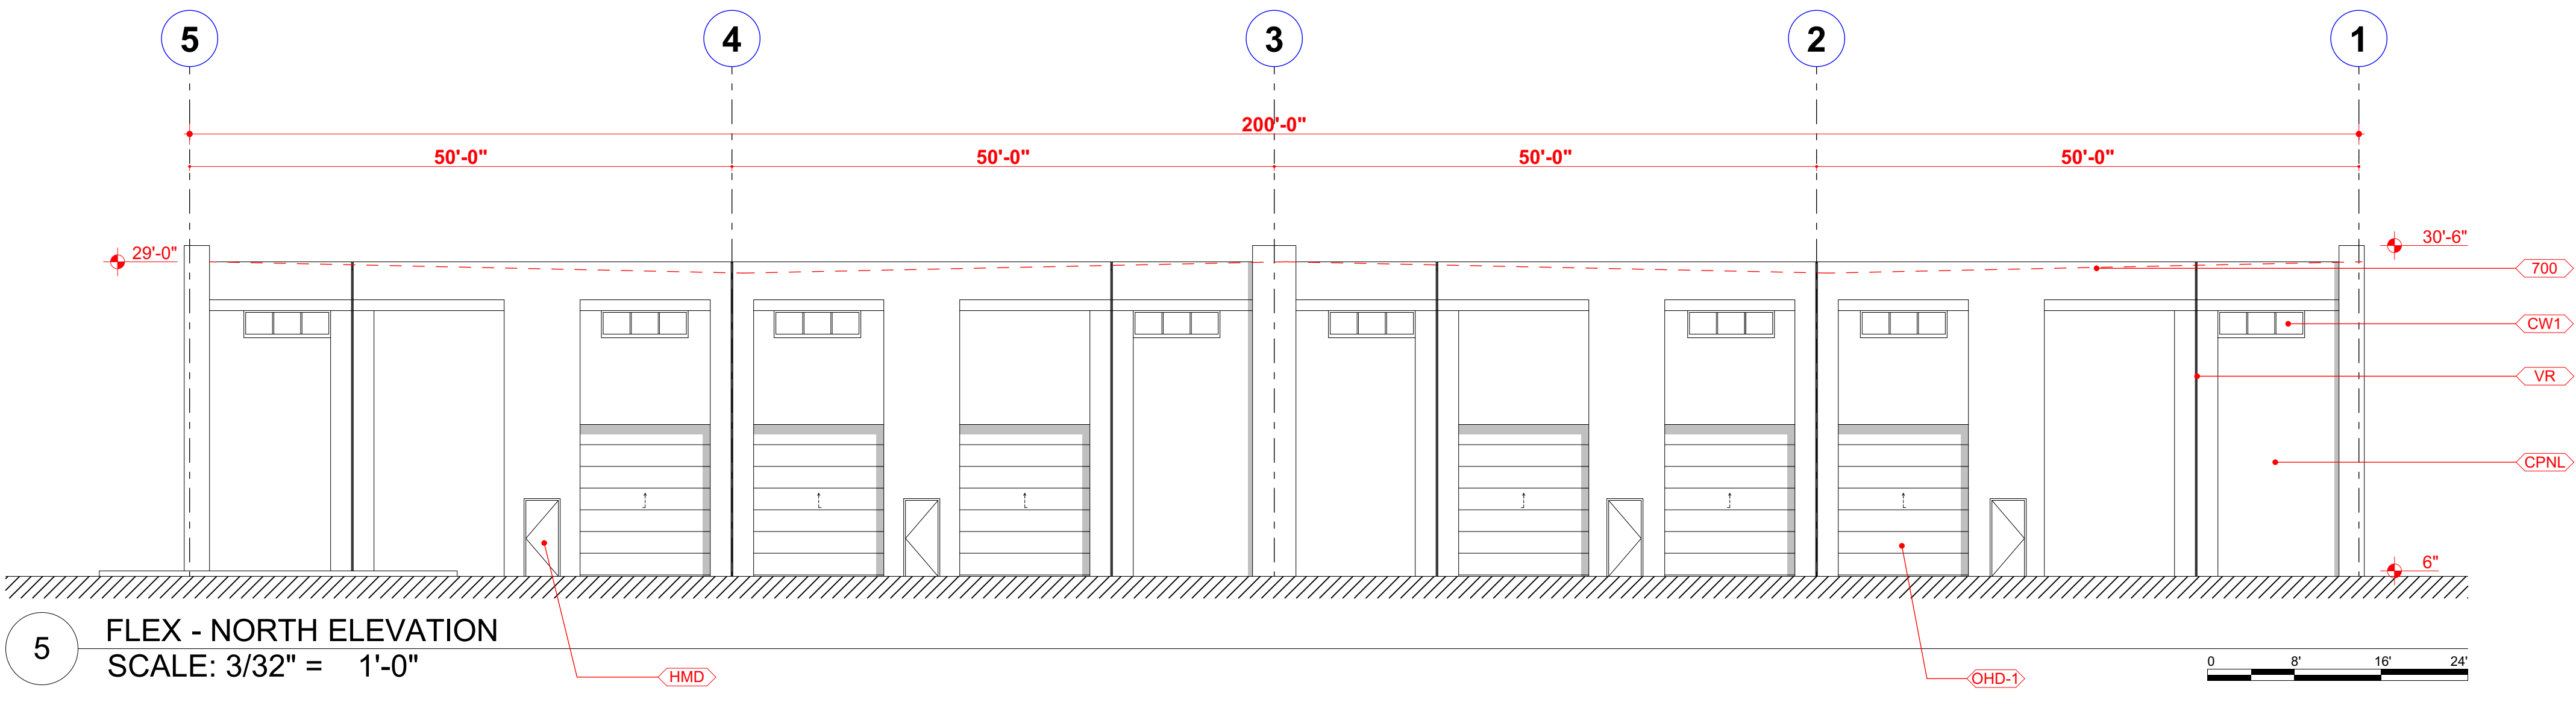 5 4 3 2 1
200'-0"
50'-0" 50'-0" 50'-0" 50'-0"
29'-0"
30'-6"
700
CW1
VR
CPNL
6"
5
FLEX - NORTH ELEVATION
SCALE: 3/32" = 1'-0"
HMD
OHD-1
0 8' 16' 24'